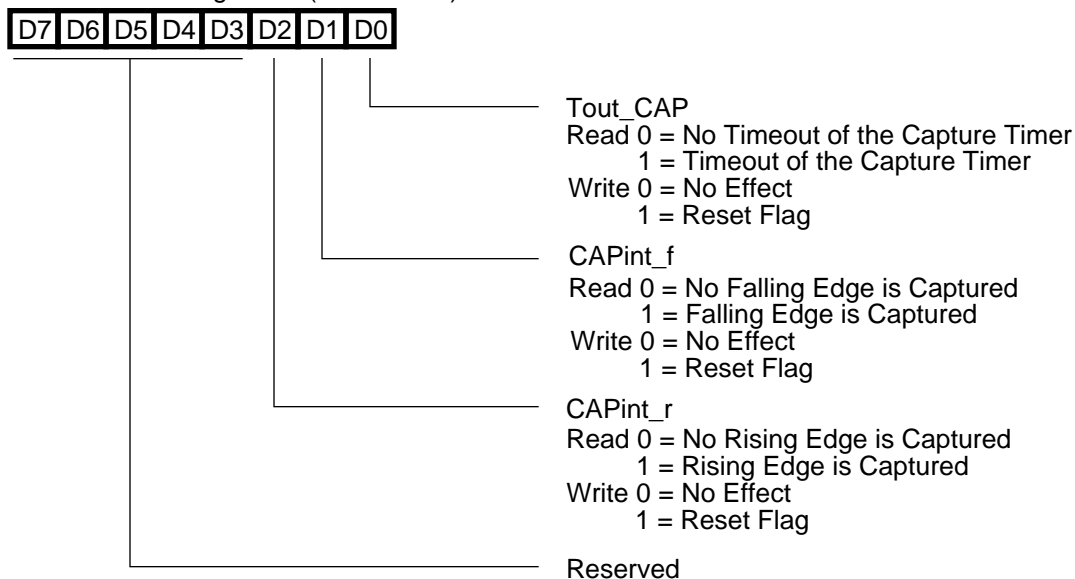 D7 D6 D5 D4 D3 D2 D1 D0
Tout_CAP
Read 0 = No Timeout of the Capture Timer
1 = Timeout of the Capture Timer
Write 0 = No Effect
1 = Reset Flag
CAPint_f
Read 0 = No Falling Edge is Captured
1 = Falling Edge is Captured
Write 0 = No Effect
1 = Reset Flag
CAPint_r
Read 0 = No Rising Edge is Captured
1 = Rising Edge is Captured
Write 0 = No Effect
1 = Reset Flag
Reserved